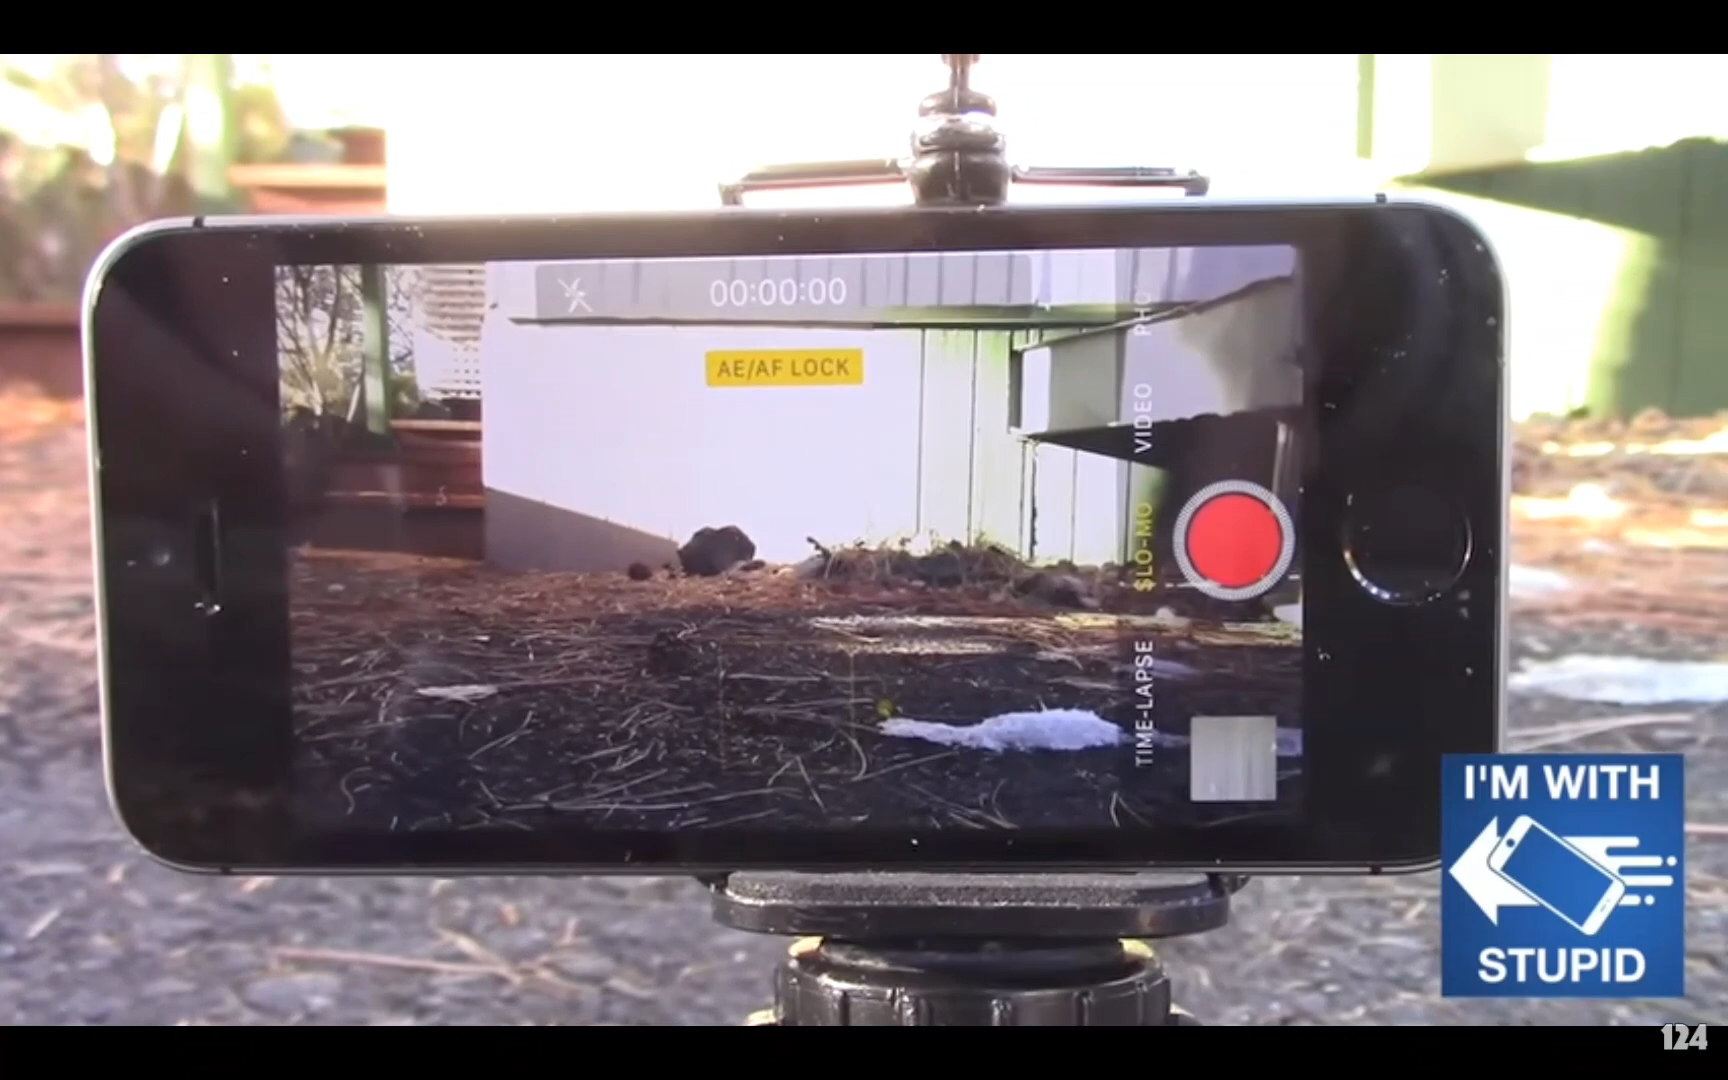 00:00:00
AE/AF LOCK
PHO
VIDEO
SLO-MO
TIME-LAPSE
I'M WITH
STUPID
124